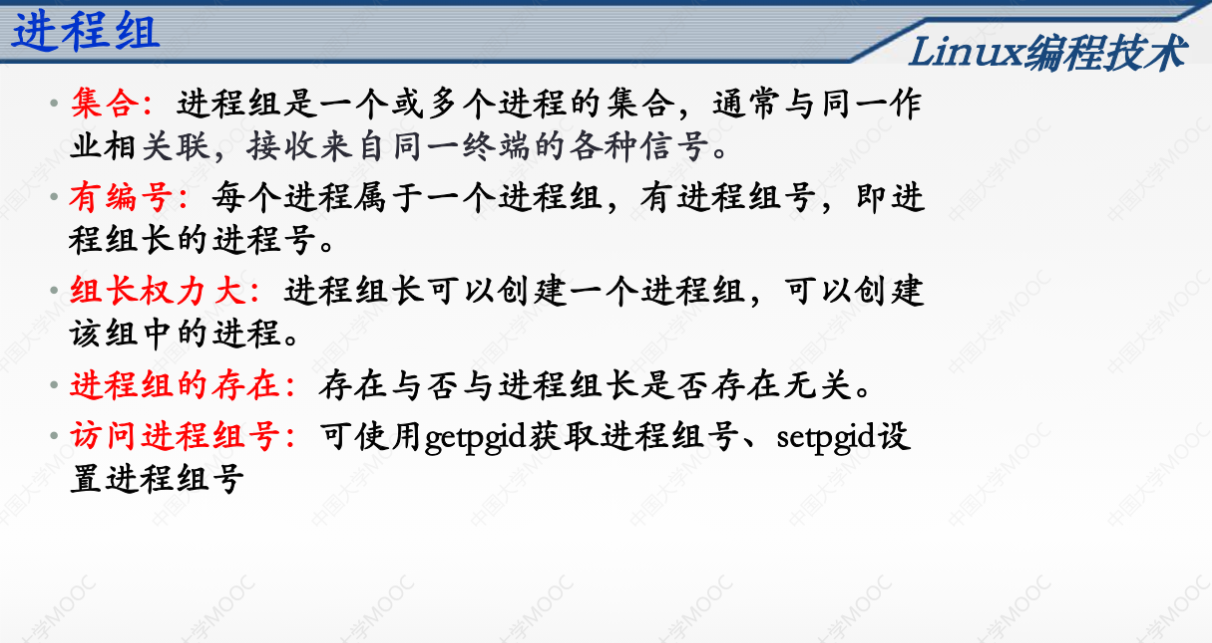 进程组
Linux编程技术
• 集合：进程组是一个或多个进程的集合，通常与同一作
业相关联，接收来自同一终端的各种信号。
• 有编号：每个进程属于一个进程组，有进程组号，即进
程组长的进程号。
• 组长权力大：进程组长可以创建一个进程组，可以创建
该组中的进程。
• 进程组的存在：存在与否与进程组长是否存在无关。
• 访问进程组号：可使用getpgid获取进程组号、setpgid设
置进程组号
中国大学MOOC